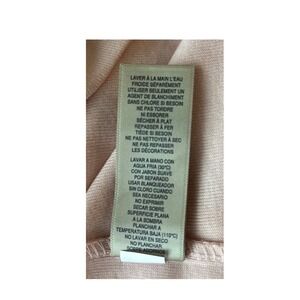 LAVER À LA MAIN L'EAU
FROIDE SÉPARÉMENT
UTILISER SEULEMENT UN
AGENT DE BLANCHIMENT
SANS CHLORE SI BESOIN
NE PAS TORDRE
NI ESSORER
SÉCHER À PLAT
REPASSER À FER
TIÈDE SI BESOIN
NE PAS NETTOYER À SEC
NE PAS REPASSER
LES DÉCORATIONS
LAVAR A MANO CON
AGUA FRIA (30ºC)
CON JABON SUAVE
POR SEPARADO
USAR BLANQUEADOR
SIN CLORO CUANDO
SEA NECESARIO
NO EXPRIMIR
SECAR SOBRE
SUPERFICIE PLANA
A LA SOMBRA
PLANCHAR A
TEMPERATURA BAJA (110ºC)
NO LAVAR EN SECO
NO PLANCHAR